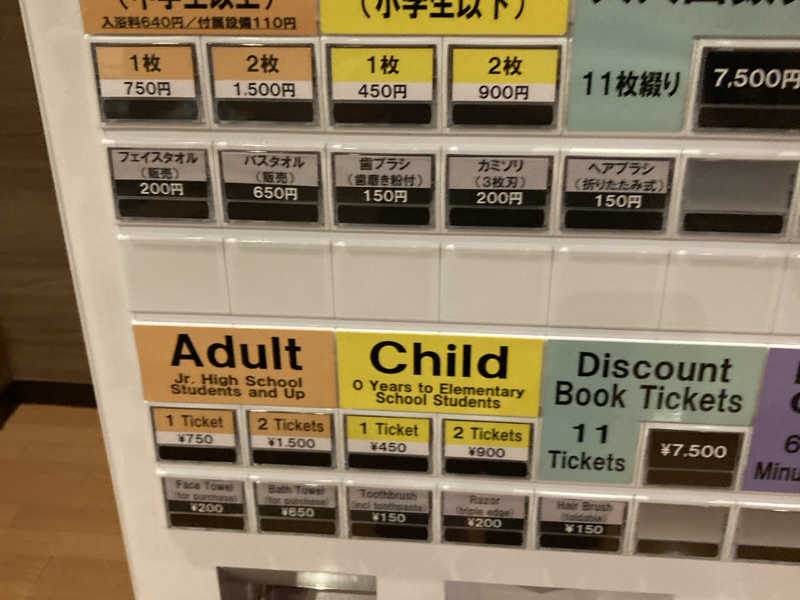 (中学生以上)
入浴料640円/付属設備110円
(小学生以下)
1枚
750円
2枚
1.500円
1枚
450円
2枚
900円
11枚綴り
7,500円
フェイスタオル
(販売)
200円
バスタオル
(販売)
650円
歯ブラシ
(歯磨き粉付)
150円
カミソリ
(3枚刃)
200円
ヘアブラシ
(折りたたみ式)
150円
Adult
Jr. High School
Students and Up
Child
0 Years to Elementary
School Students
Discount
Book Tickets
1 Ticket
¥750
2 Tickets
¥1.500
1 Ticket
¥450
2 Tickets
¥900
11
Tickets
¥7.500
6
Minu
Face Towel
(for purchase)
¥200
Bath Towel
(for purchase)
¥650
Toothbrush
(incl toothpaste)
¥150
Razor
(triple edge)
¥200
Hair Brush
(foldable)
¥150